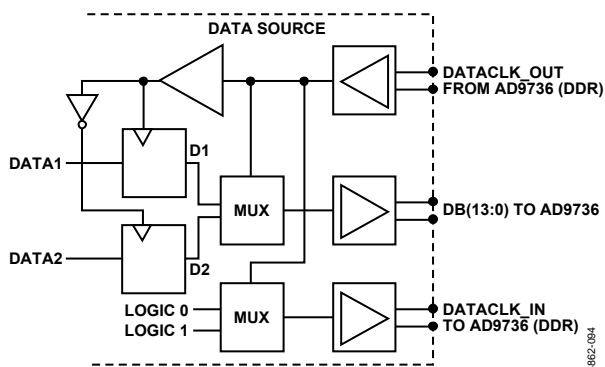 DATA SOURCE
DATACLK_OUT
FROM AD9736 (DDR)
DATA1
D1
MUX
DB(13:0) TO AD9736
DATA2
D2
LOGIC 0
LOGIC 1
MUX
DATACLK_IN
TO AD9736 (DDR)
862-094